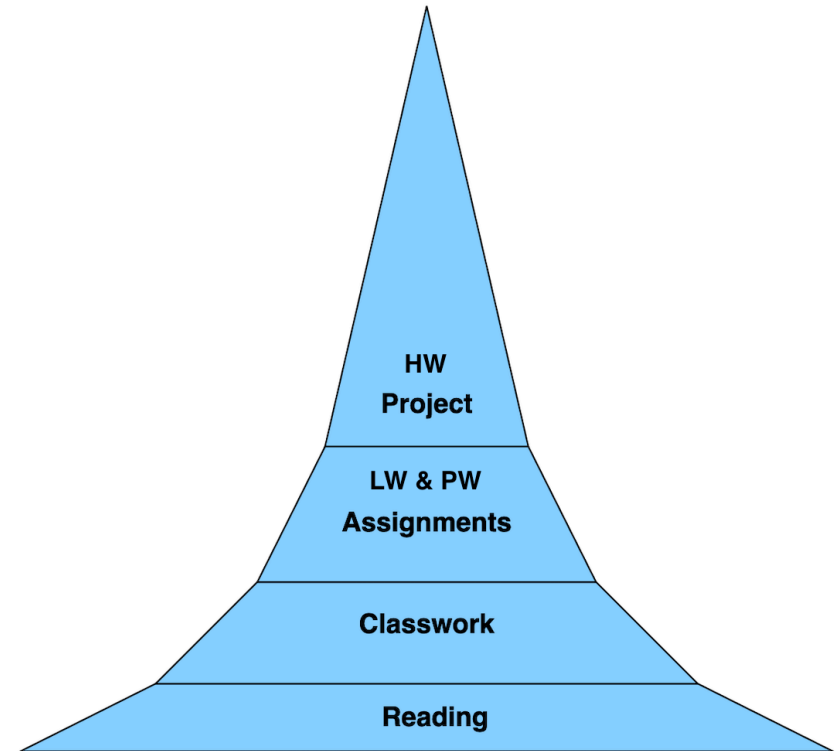 HW
Project
LW & PW
Assignments
Classwork
Reading